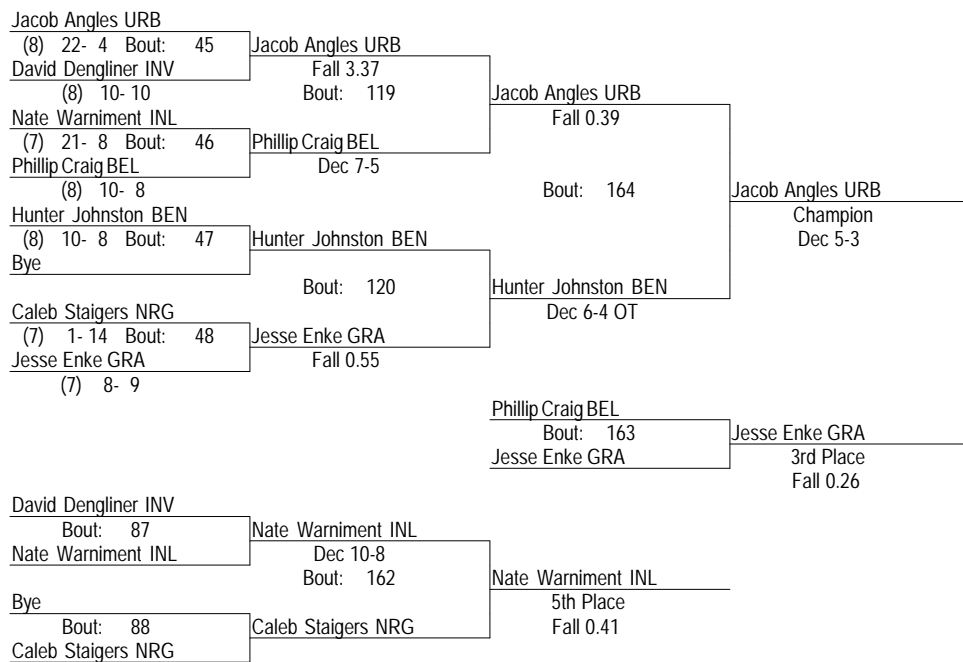 Jacob Angles URB
(8) 22- 4 Bout: 45
David Dengliner INV
(8) 10- 10
Nate Warniment INL
(7) 21- 8 Bout: 46
Phillip Craig BEL
(8) 10- 8
Hunter Johnston BEN
(8) 10- 8 Bout: 47
Bye
Caleb Staigers NRG
(7) 1- 14 Bout: 48
Jesse Enke GRA
(7) 8- 9
Jacob Angles URB
Fall 3.37
Bout: 119
Phillip Craig BEL
Dec 7-5
Hunter Johnston BEN
Bout: 120
Jesse Enke GRA
Fall 0.55
Jacob Angles URB
Fall 0.39
Bout: 164
Hunter Johnston BEN
Dec 6-4 OT
Jacob Angles URB
Champion
Dec 5-3
Phillip Craig BEL
Bout: 163
Jesse Enke GRA
Jesse Enke GRA
3rd Place
Fall 0.26
David Dengliner INV
Bout: 87
Nate Warniment INL
Bye
Bout: 88
Caleb Staigers NRG
Nate Warniment INL
Dec 10-8
Bout: 162
Caleb Staigers NRG
Nate Warniment INL
5th Place
Fall 0.41